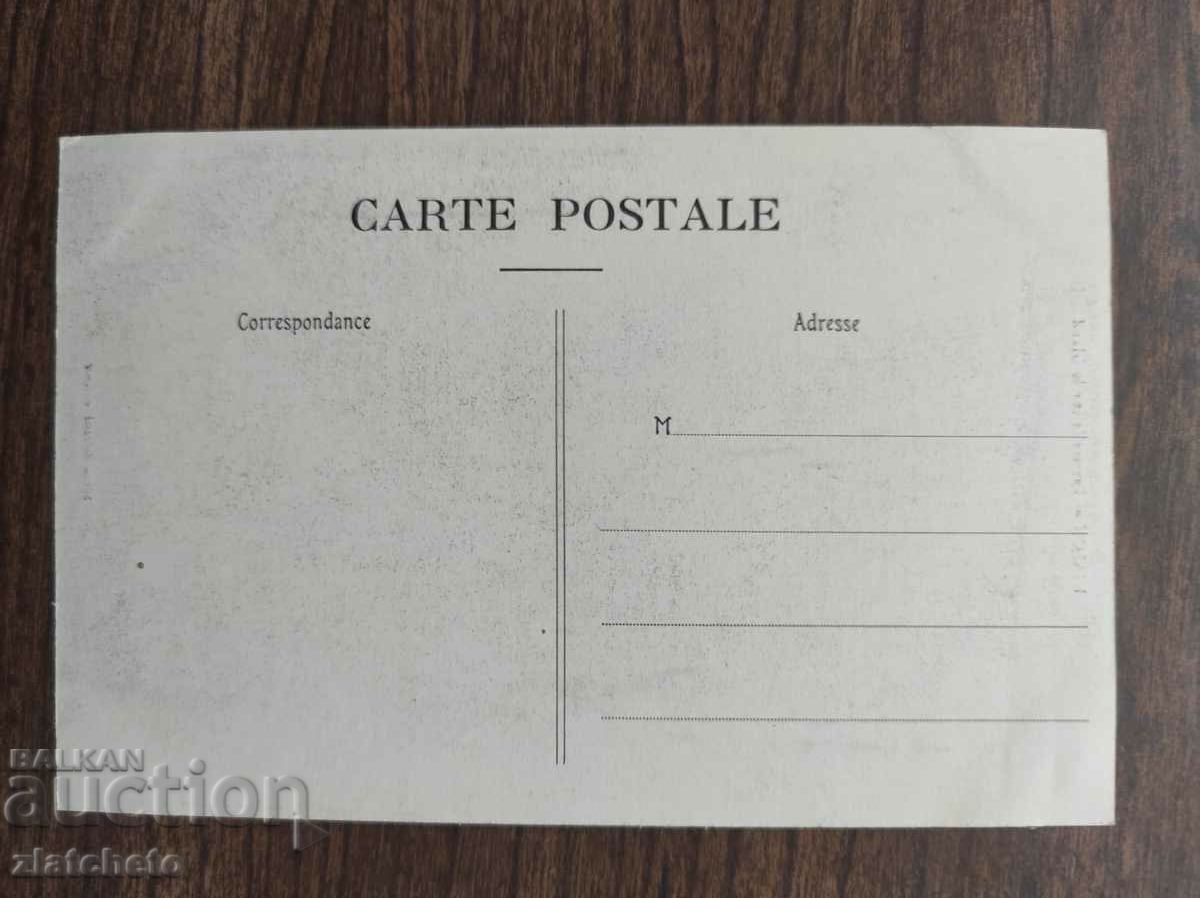 CARTE POSTALE
Correspondance
Adresse
M
BALKAN
auction
zlatcheto